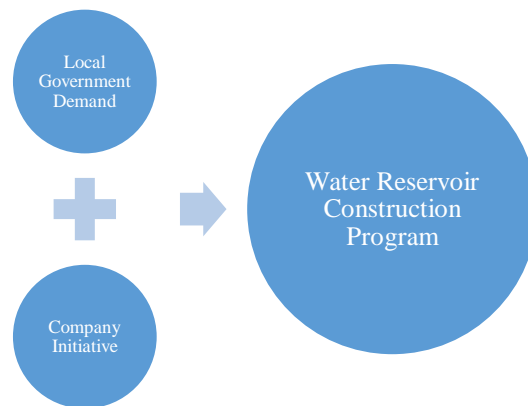 Local
Government
Demand
Company
Initiative
Water Reservoir
Construction
Program